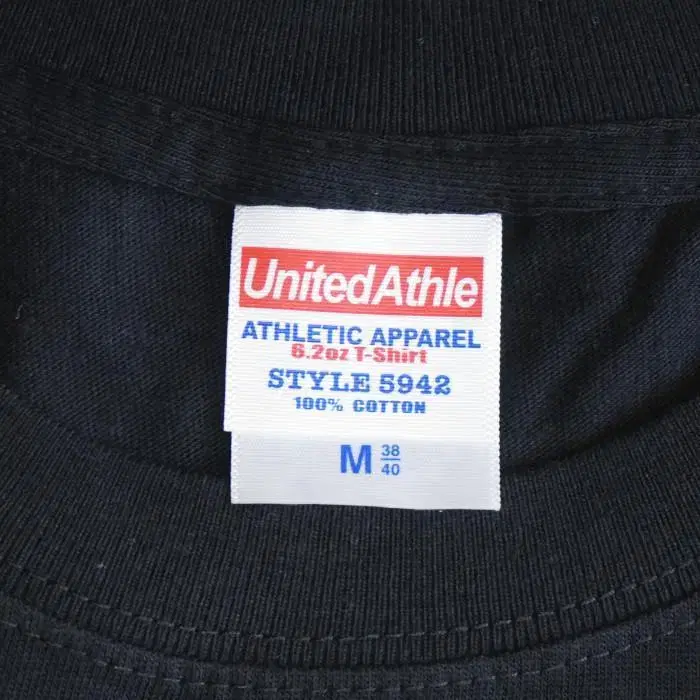 UnitedAthle
ATHLETIC APPAREL
6.2oz T-Shirt
STYLE 5942
100% COTTON
M 38/40